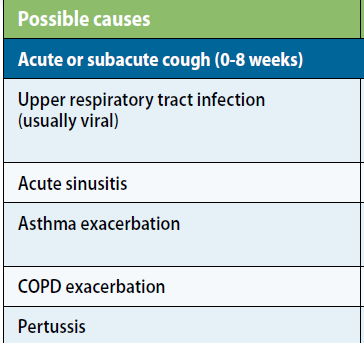 Possible causes
Acute or subacute cough (0-8 weeks)
Upper respiratory tract infection
(usually viral)
Acute sinusitis
Asthma exacerbation
COPD exacerbation
Pertussis